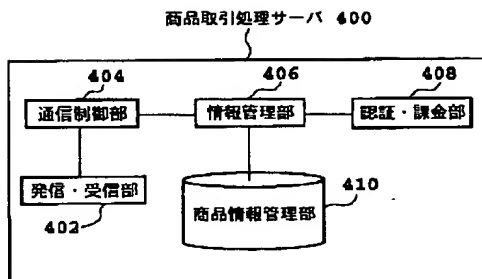 商品取引処理サーバ 400
404
406
408
通信制御部
情報管理部
認証・課金部
発信・受信部
402
410
商品情報管理部